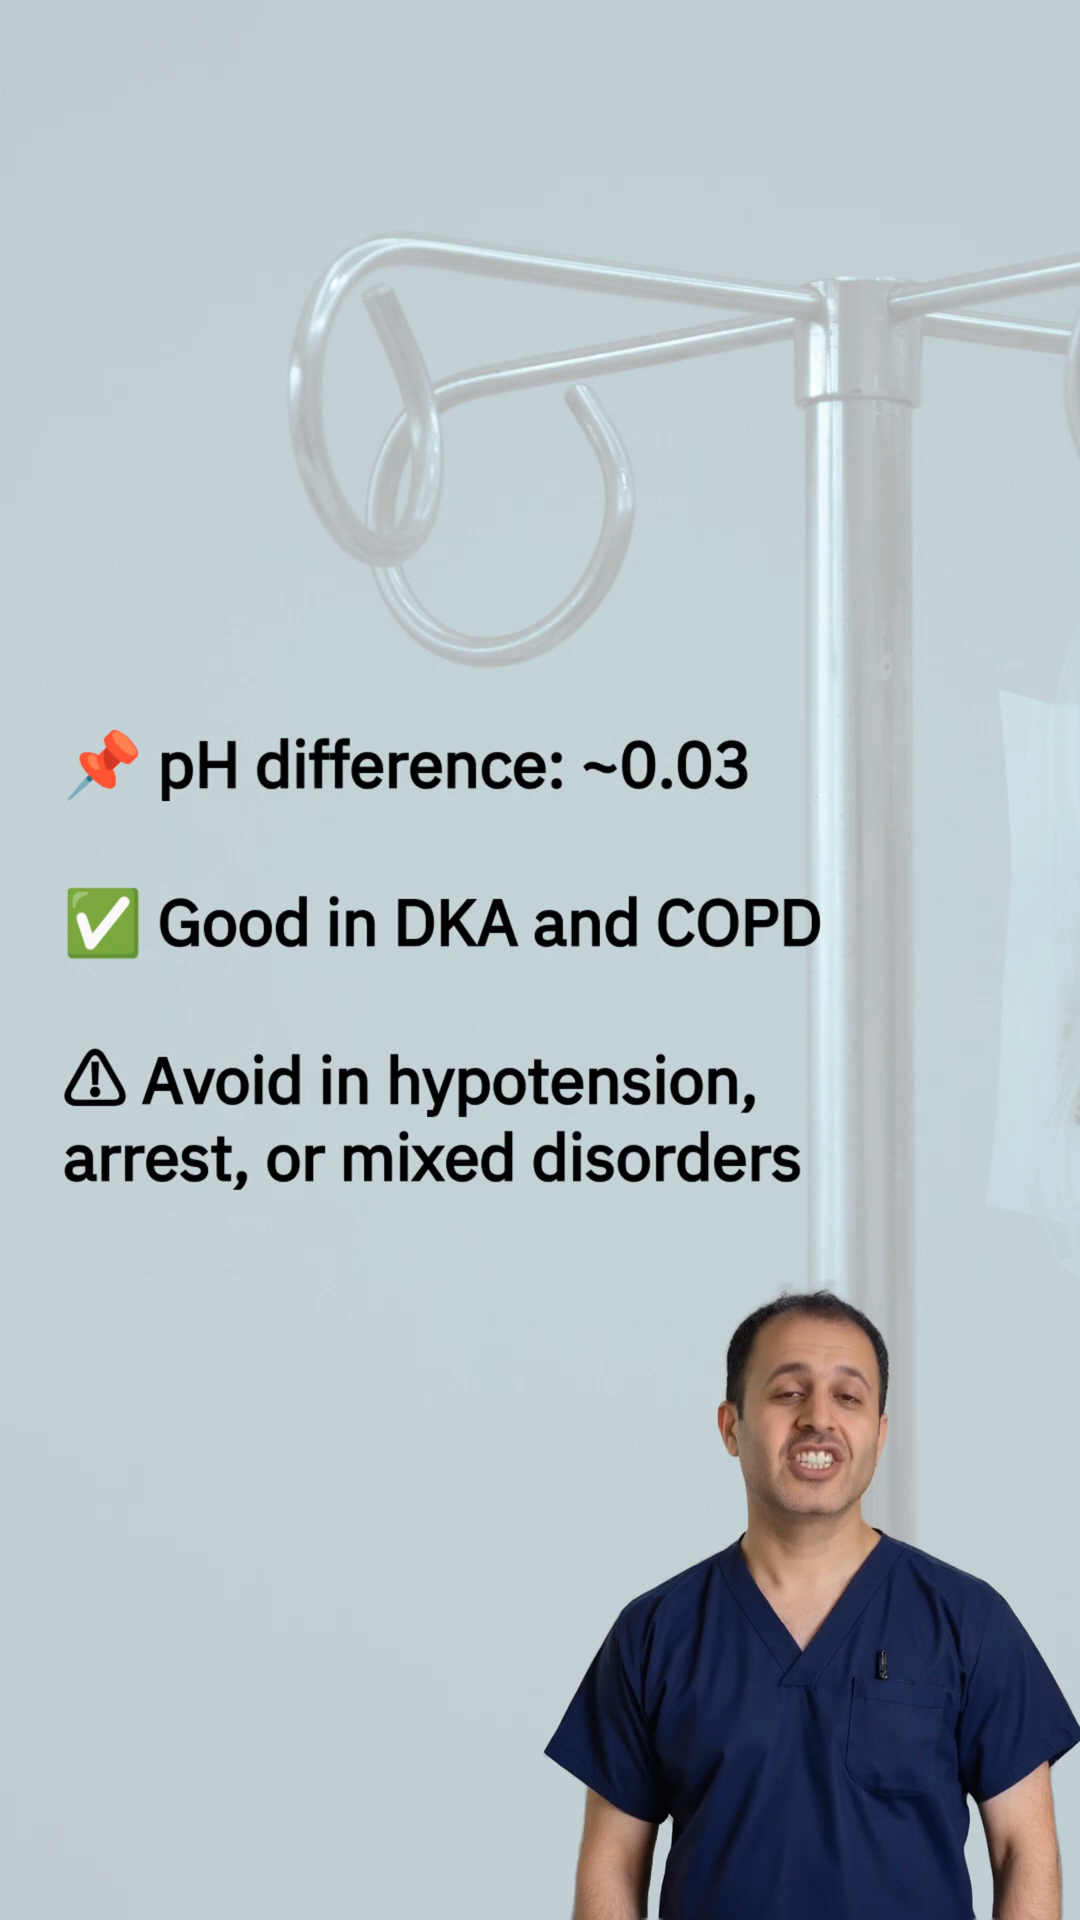 📌 pH difference: ~0.03
✅ Good in DKA and COPD
⚠ Avoid in hypotension,
arrest, or mixed disorders